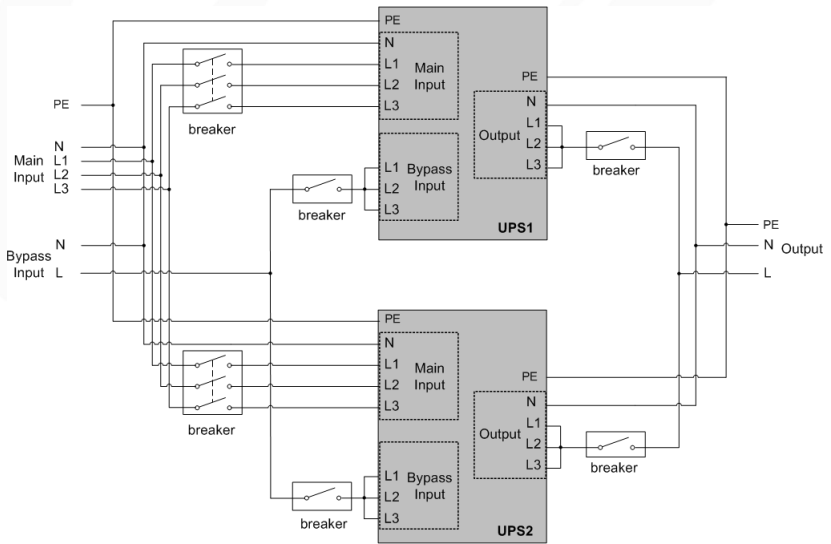 PE
N
Main L1
Input L2
L3
N
Bypass
Input L
breaker
breaker
PE
N
L1
L2
L3
Main
Input
L1
L2
L3
Bypass
Input
PE
N
L1
L2
L3
Output
UPS1
breaker
PE
N Output
L
breaker
breaker
PE
N
L1
L2
L3
Main
Input
L1
L2
L3
Bypass
Input
PE
N
L1
L2
L3
Output
UPS2
breaker